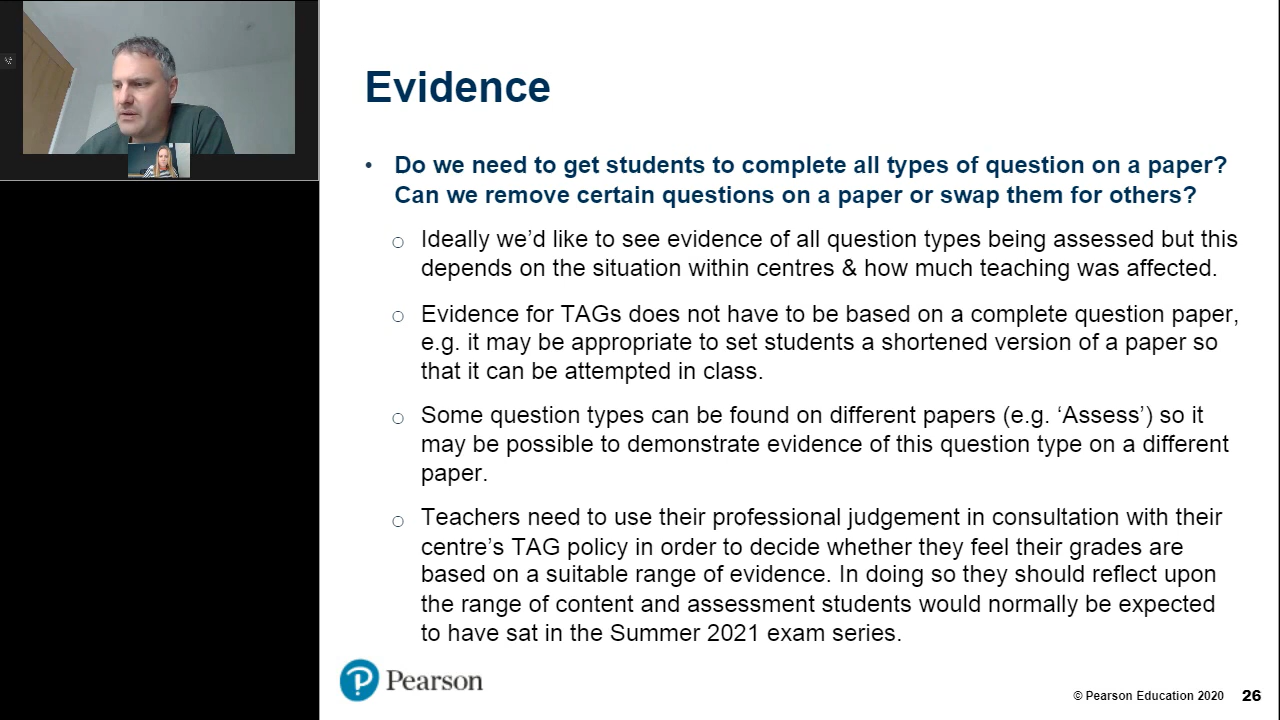 Evidence
• Do we need to get students to complete all types of question on a paper?
Can we remove certain questions on a paper or swap them for others?
○ Ideally we’d like to see evidence of all question types being assessed but this
depends on the situation within centres & how much teaching was affected.
○ Evidence for TAGs does not have to be based on a complete question paper,
e.g. it may be appropriate to set students a shortened version of a paper so
that it can be attempted in class.
○ Some question types can be found on different papers (e.g. ‘Assess’) so it
may be possible to demonstrate evidence of this question type on a different
paper.
○ Teachers need to use their professional judgement in consultation with their
centre’s TAG policy in order to decide whether they feel their grades are
based on a suitable range of evidence. In doing so they should reflect upon
the range of content and assessment students would normally be expected
to have sat in the Summer 2021 exam series.
Pearson
© Pearson Education 2020 26